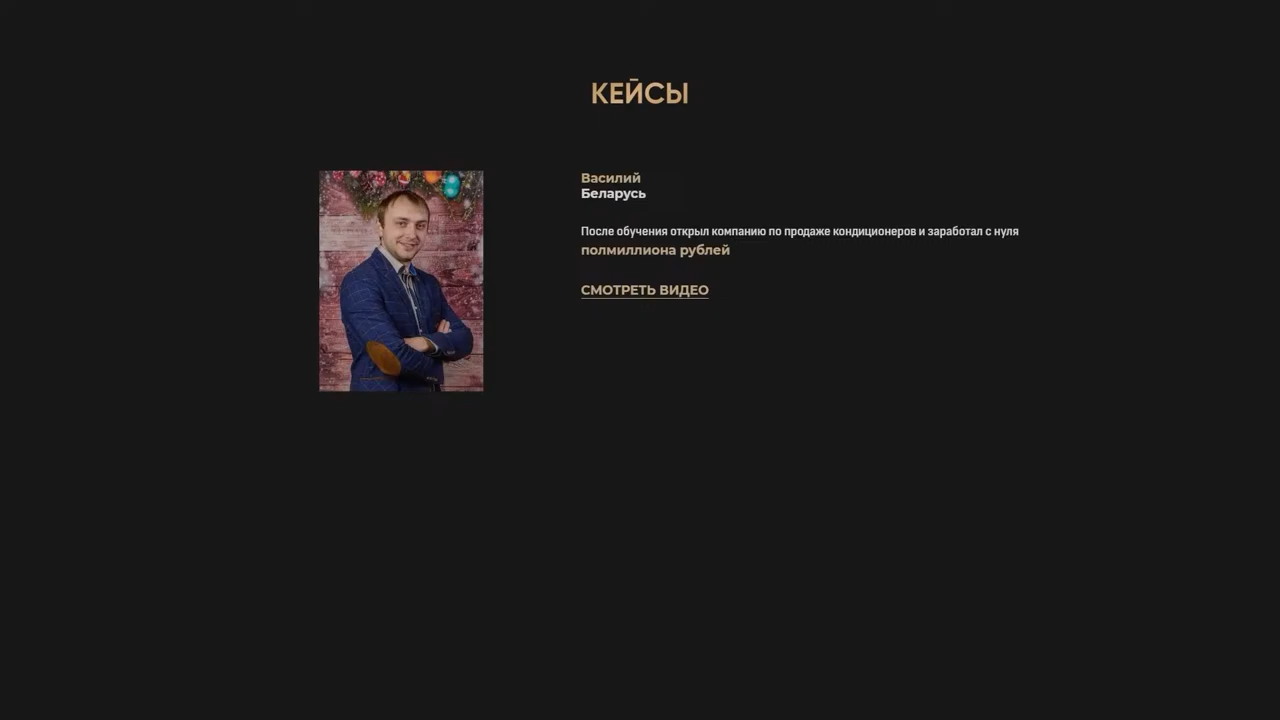 КЕЙСЫ
Василий
Беларусь
После обучения открыл компанию по продаже кондиционеров и заработал с нуля
полмиллиона рублей
СМОТРЕТЬ ВИДЕО